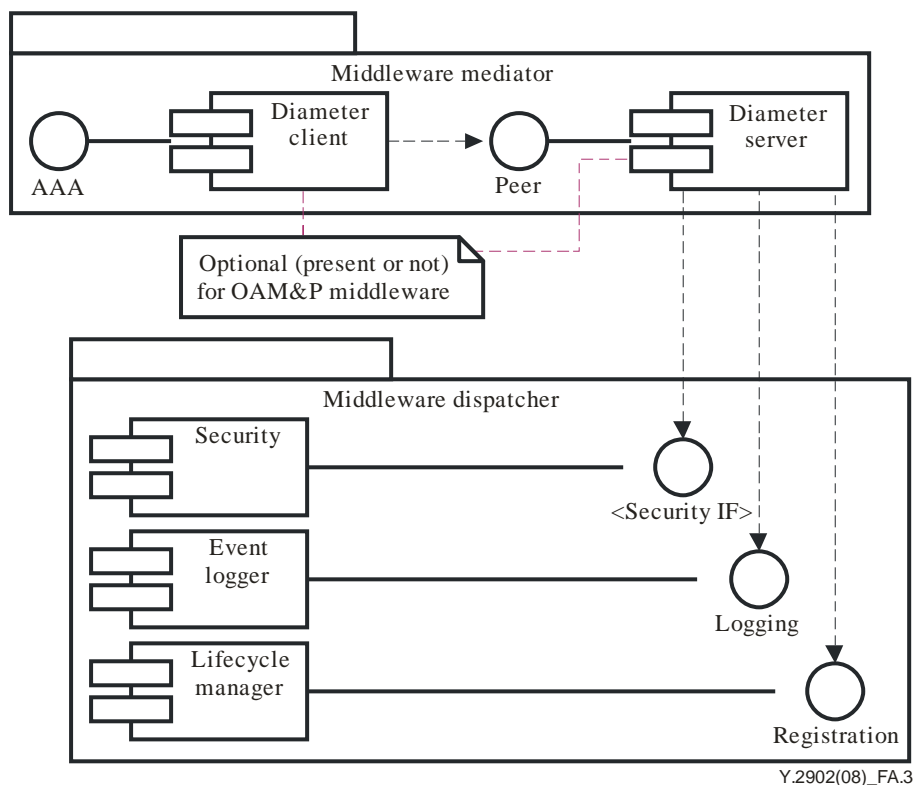 Middleware mediator
Diameter
client
Diameter
server
AAA
Peer
Optional (present or not)
for OAM&P middleware
Middleware dispatcher
Security
<Security IF>
Event
logger
Logging
Lifecycle
manager
Registration
Y.2902(08)_FA.3